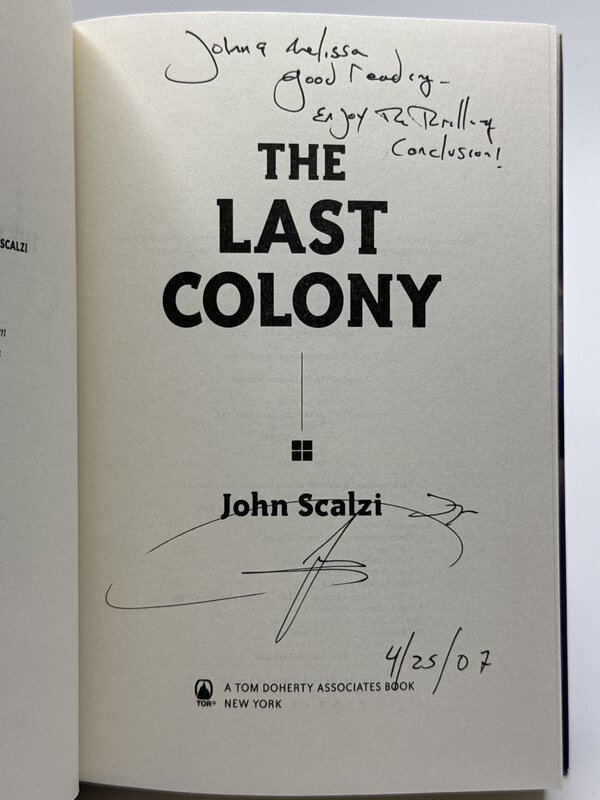 John & Melissa
good reading –
Enjoy The Thrilling
Conclusion!
THE
LAST
COLONY
John Scalzi
4/25/07
A TOM DOHERTY ASSOCIATES BOOK
NEW YORK
TOR®
SCALZI